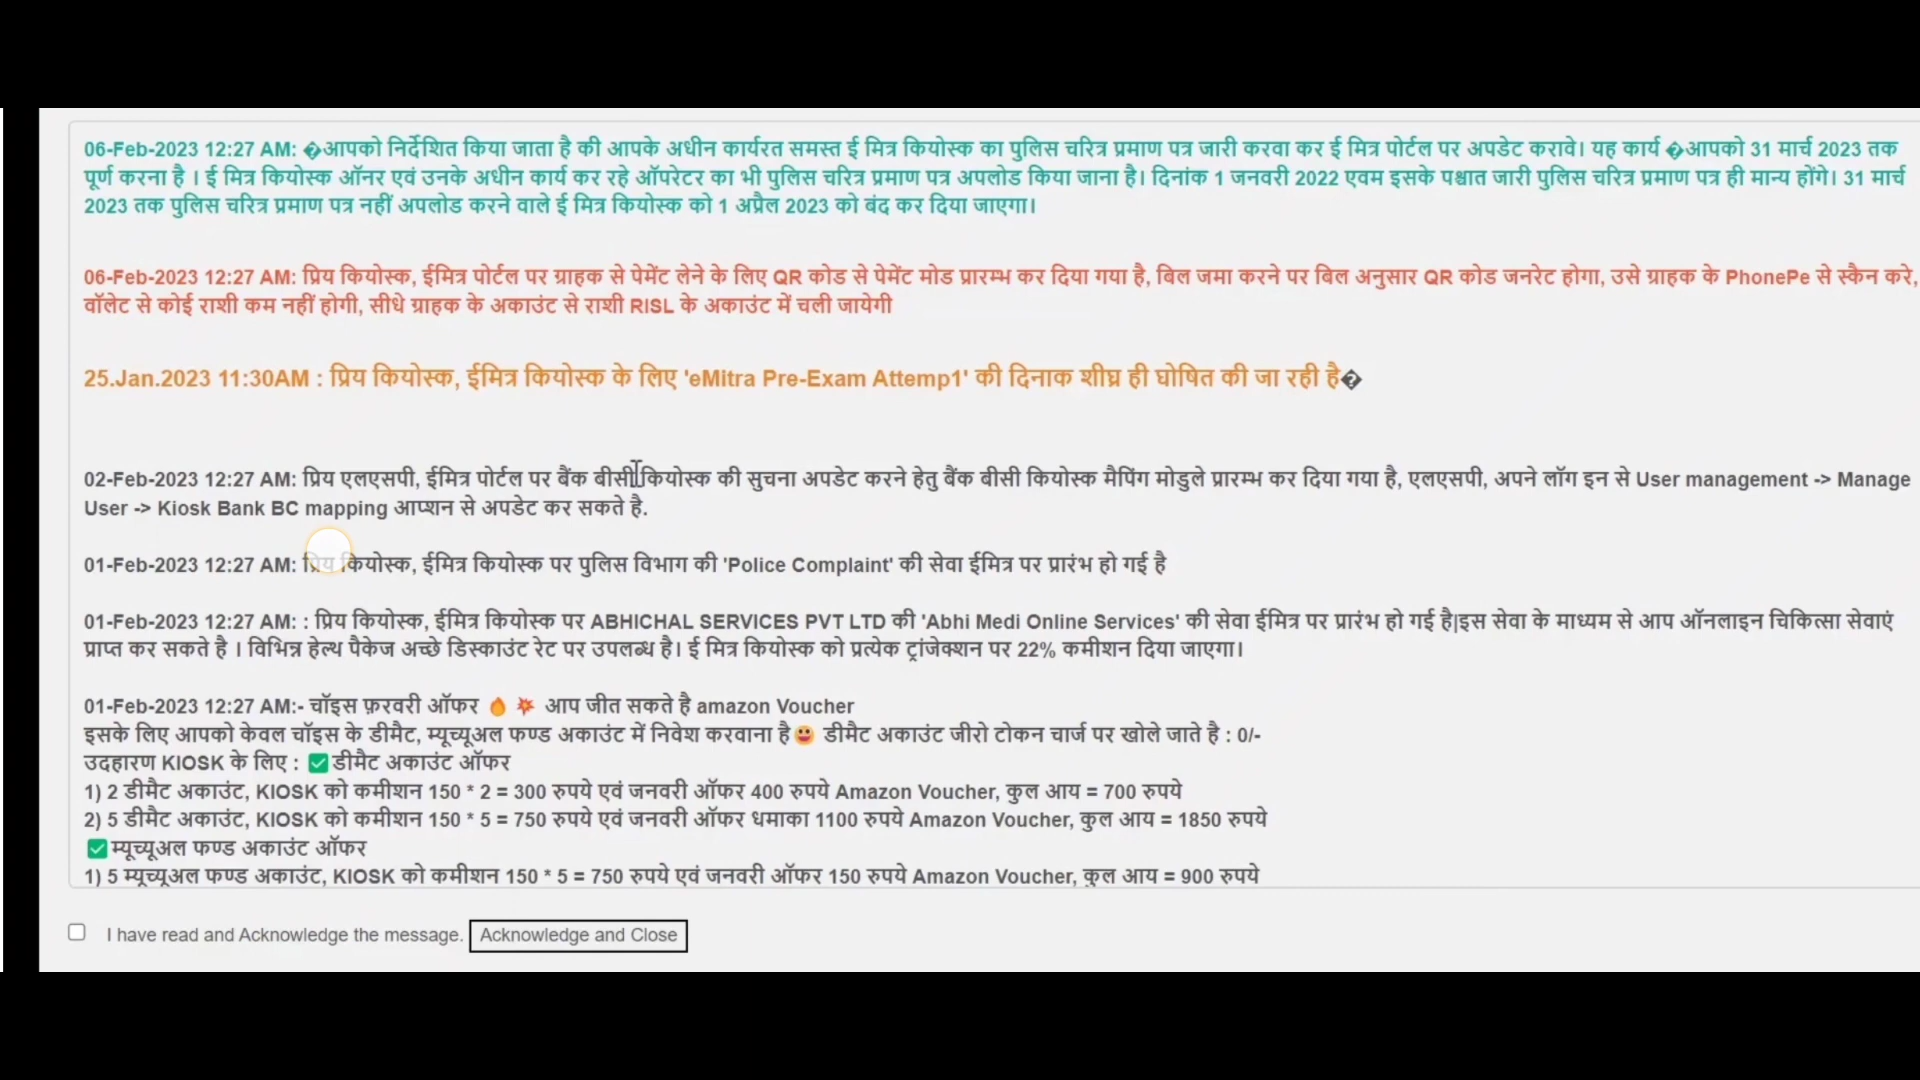 06-Feb-2023 12:27 AM: �आपको निर्देशित किया जाता है की आपके अधीन कार्यरत समस्त ई मित्र कियोस्क का पुलिस चरित्र प्रमाण पत्र जारी करवा कर ई मित्र पोर्टल पर अपडेट करावे। यह कार्य �आपको 31 मार्च 2023 तक
पूर्ण करना है । ई मित्र कियोस्क ऑनर एवं उनके अधीन कार्य कर रहे ऑपरेटर का भी पुलिस चरित्र प्रमाण पत्र अपलोड किया जाना है। दिनांक 1 जनवरी 2022 एवम इसके पश्चात जारी पुलिस चरित्र प्रमाण पत्र ही मान्य होंगे। 31 मार्च
2023 तक पुलिस चरित्र प्रमाण पत्र नहीं अपलोड करने वाले ई मित्र कियोस्क को 1 अप्रैल 2023 को बंद कर दिया जाएगा।
06-Feb-2023 12:27 AM: प्रिय कियोस्क, ईमित्र पोर्टल पर ग्राहक से पेमेंट लेने के लिए QR कोड से पेमेंट मोड प्रारम्भ कर दिया गया है, बिल जमा करने पर बिल अनुसार QR कोड जनरेट होगा, उसे ग्राहक के PhonePe से स्कैन करे,
वॉलेट से कोई राशी कम नहीं होगी, सीधे ग्राहक के अकाउंट से राशी RISL के अकाउंट में चली जायेगी
25.Jan.2023 11:30AM : प्रिय कियोस्क, ईमित्र कियोस्क के लिए 'eMitra Pre-Exam Attemp1' की दिनाक शीघ्र ही घोषित की जा रही है�
02-Feb-2023 12:27 AM: प्रिय एलएसपी, ईमित्र पोर्टल पर बैंक बीसी कियोस्क की सुचना अपडेट करने हेतु बैंक बीसी कियोस्क मैपिंग मोडुले प्रारम्भ कर दिया गया है, एलएसपी, अपने लॉग इन से User management -> Manage
User -> Kiosk Bank BC mapping आप्शन से अपडेट कर सकते है.
01-Feb-2023 12:27 AM: प्रिय कियोस्क, ईमित्र कियोस्क पर पुलिस विभाग की 'Police Complaint' की सेवा ईमित्र पर प्रारंभ हो गई है
01-Feb-2023 12:27 AM: : प्रिय कियोस्क, ईमित्र कियोस्क पर ABHICHAL SERVICES PVT LTD की 'Abhi Medi Online Services' की सेवा ईमित्र पर प्रारंभ हो गई है|इस सेवा के माध्यम से आप ऑनलाइन चिकित्सा सेवाएं
प्राप्त कर सकते है । विभिन्न हेल्थ पैकेज अच्छे डिस्काउंट रेट पर उपलब्ध है। ई मित्र कियोस्क को प्रत्येक ट्रांजेक्शन पर 22% कमीशन दिया जाएगा।
01-Feb-2023 12:27 AM:- चॉइस फ़रवरी ऑफर 🔥 💥 आप जीत सकते है amazon Voucher
इसके लिए आपको केवल चॉइस के डीमैट, म्यूच्यूअल फण्ड अकाउंट में निवेश करवाना है😀 डीमैट अकाउंट जीरो टोकन चार्ज पर खोले जाते है : 0/-
उदहारण KIOSK के लिए : ✅डीमैट अकाउंट ऑफर
1) 2 डीमैट अकाउंट, KIOSK को कमीशन 150 * 2 = 300 रुपये एवं जनवरी ऑफर 400 रुपये Amazon Voucher, कुल आय = 700 रुपये
2) 5 डीमैट अकाउंट, KIOSK को कमीशन 150 * 5 = 750 रुपये एवं जनवरी ऑफर धमाका 1100 रुपये Amazon Voucher, कुल आय = 1850 रुपये
✅म्यूच्यूअल फण्ड अकाउंट ऑफर
1) 5 म्यूच्यूअल फण्ड अकाउंट, KIOSK को कमीशन 150 * 5 = 750 रुपये एवं जनवरी ऑफर 150 रुपये Amazon Voucher, कुल आय = 900 रुपये
I have read and Acknowledge the message. Acknowledge and Close